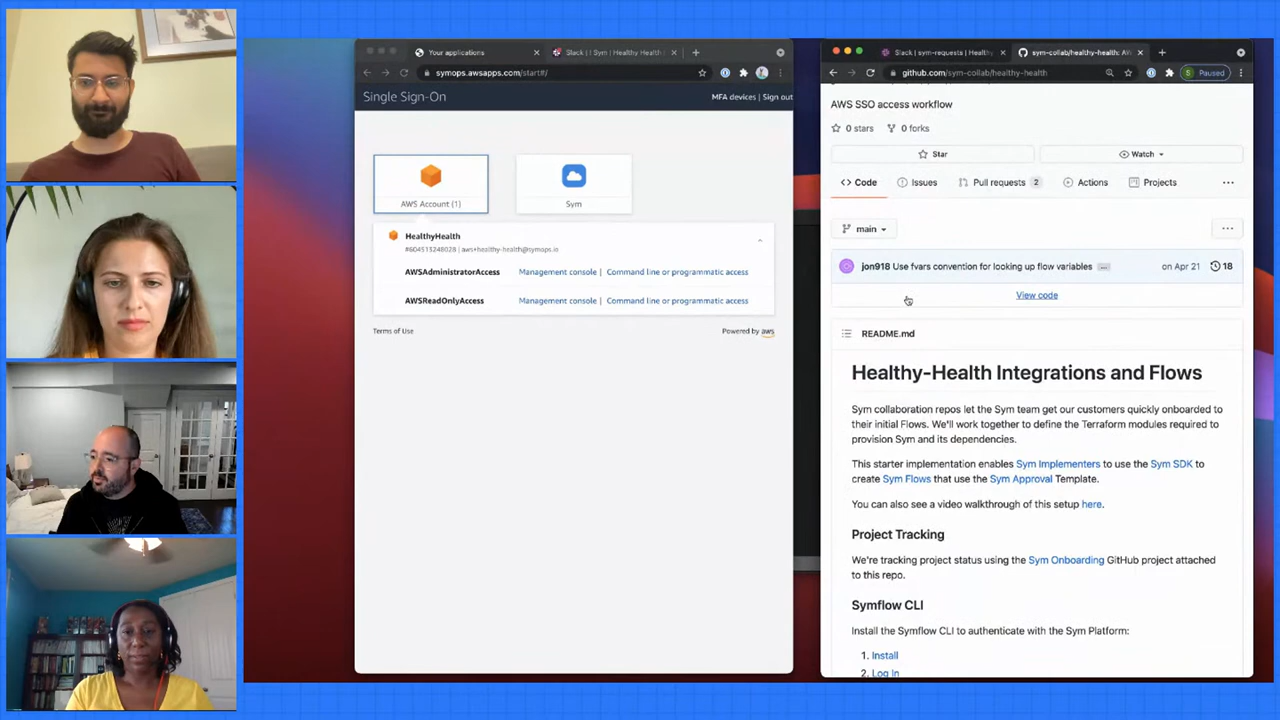 Your applications
Slack | Sym | Healthy Health
symops.awsapps.com/start#/
Single Sign-On
MFA devices | Sign out
AWS Account (1)
Sym
HealthyHealth
#604513248028 | aws+healthy-health@symops.io
AWSAdministratorAccess
Management console | Command line or programmatic access
AWSReadOnlyAccess
Management console | Command line or programmatic access
Terms of Use
Powered by aws
Slack | sym-requests | Healthy
sym-collab/healthy-health: AW
github.com/sym-collab/healthy-health
S Paused
AWS SSO access workflow
0 stars
0 forks
Star
Watch
Code
Issues
Pull requests 2
Actions
Projects
main
jon918 Use fvars convention for looking up flow variables ...
on Apr 21
18
View code
README.md
Healthy-Health Integrations and Flows
Sym collaboration repos let the Sym team get our customers quickly onboarded to
their initial Flows. We'll work together to define the Terraform modules required to
provision Sym and its dependencies.
This starter implementation enables Sym Implementers to use the Sym SDK to
create Sym Flows that use the Sym Approval Template.
You can also see a video walkthrough of this setup here.
Project Tracking
We're tracking project status using the Sym Onboarding GitHub project attached
to this repo.
Symflow CLI
Install the Symflow CLI to authenticate with the Sym Platform:
1. Install
2. Log In